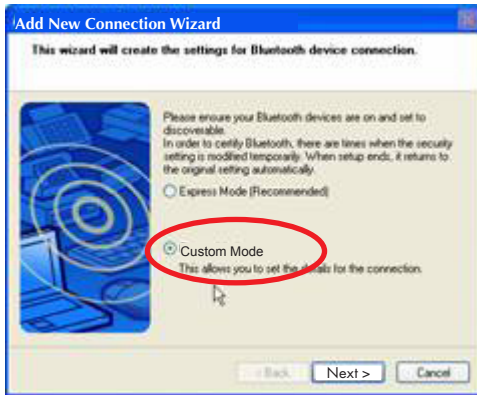 Add New Connection Wizard
This wizard will create the settings for Bluetooth device connection.
Please ensure your Bluetooth devices are on and set to
discoverable.
In order to certify Bluetooth, there are times when the security
setting is modified temporarily. When setup ends, it returns to
the original setting automatically.
Express Mode (Recommended)
Custom Mode
This allows you to set the details for the connection.
< Back
Next >
Cancel